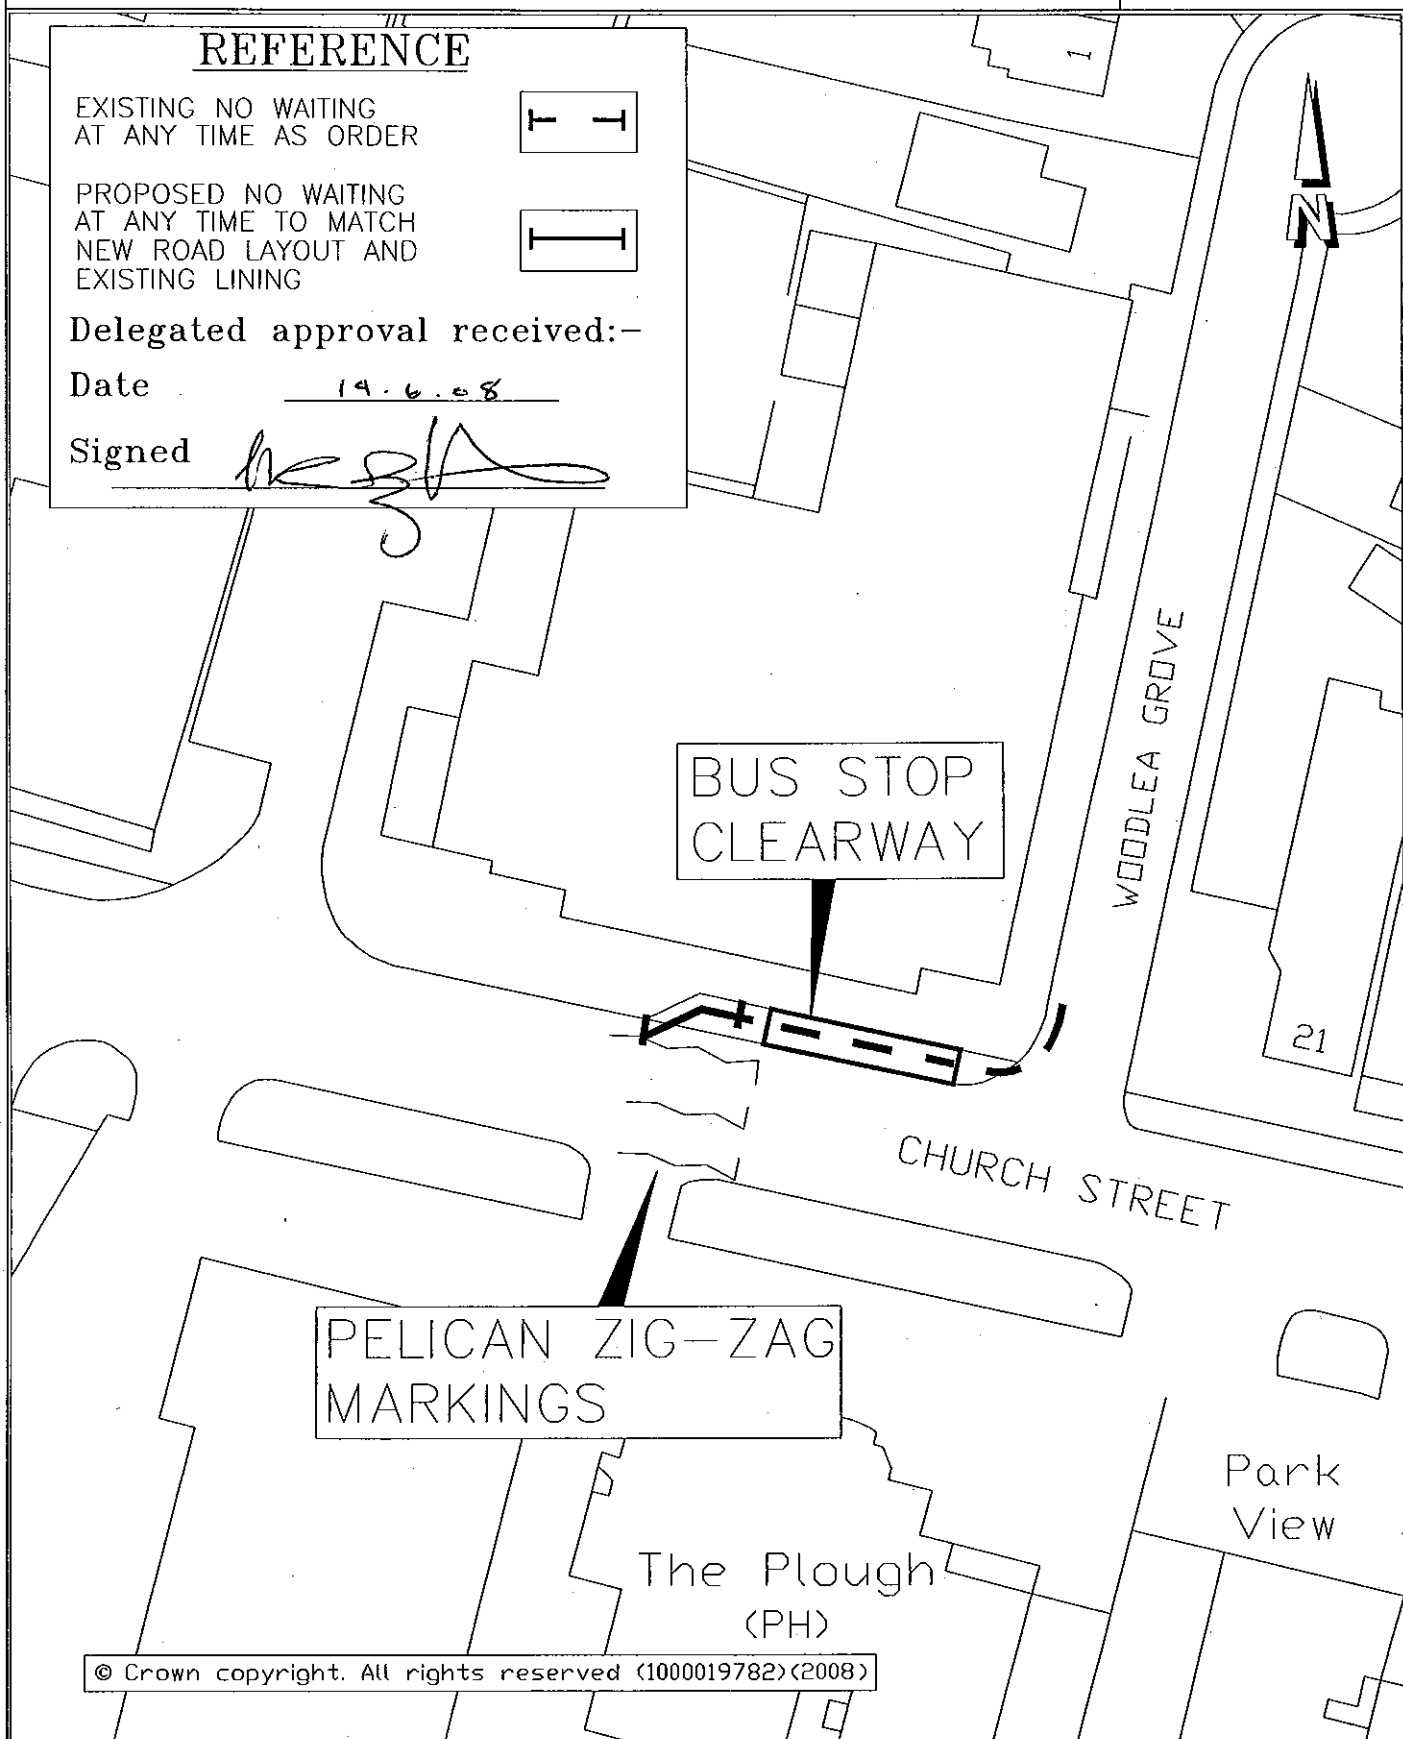 REFERENCE
EXISTING NO WAITING
AT ANY TIME AS ORDER
PROPOSED NO WAITING
AT ANY TIME TO MATCH
NEW ROAD LAYOUT AND
EXISTING LINING
Delegated approval received:-
Date 19.6.08
Signed
1
N
WOODLEA GROVE
BUS STOP
CLEARWAY
21
CHURCH STREET
PELICAN ZIG-ZAG
MARKINGS
Park
View
The Plough
(PH)
© Crown copyright. All rights reserved (1000019782)(2008)